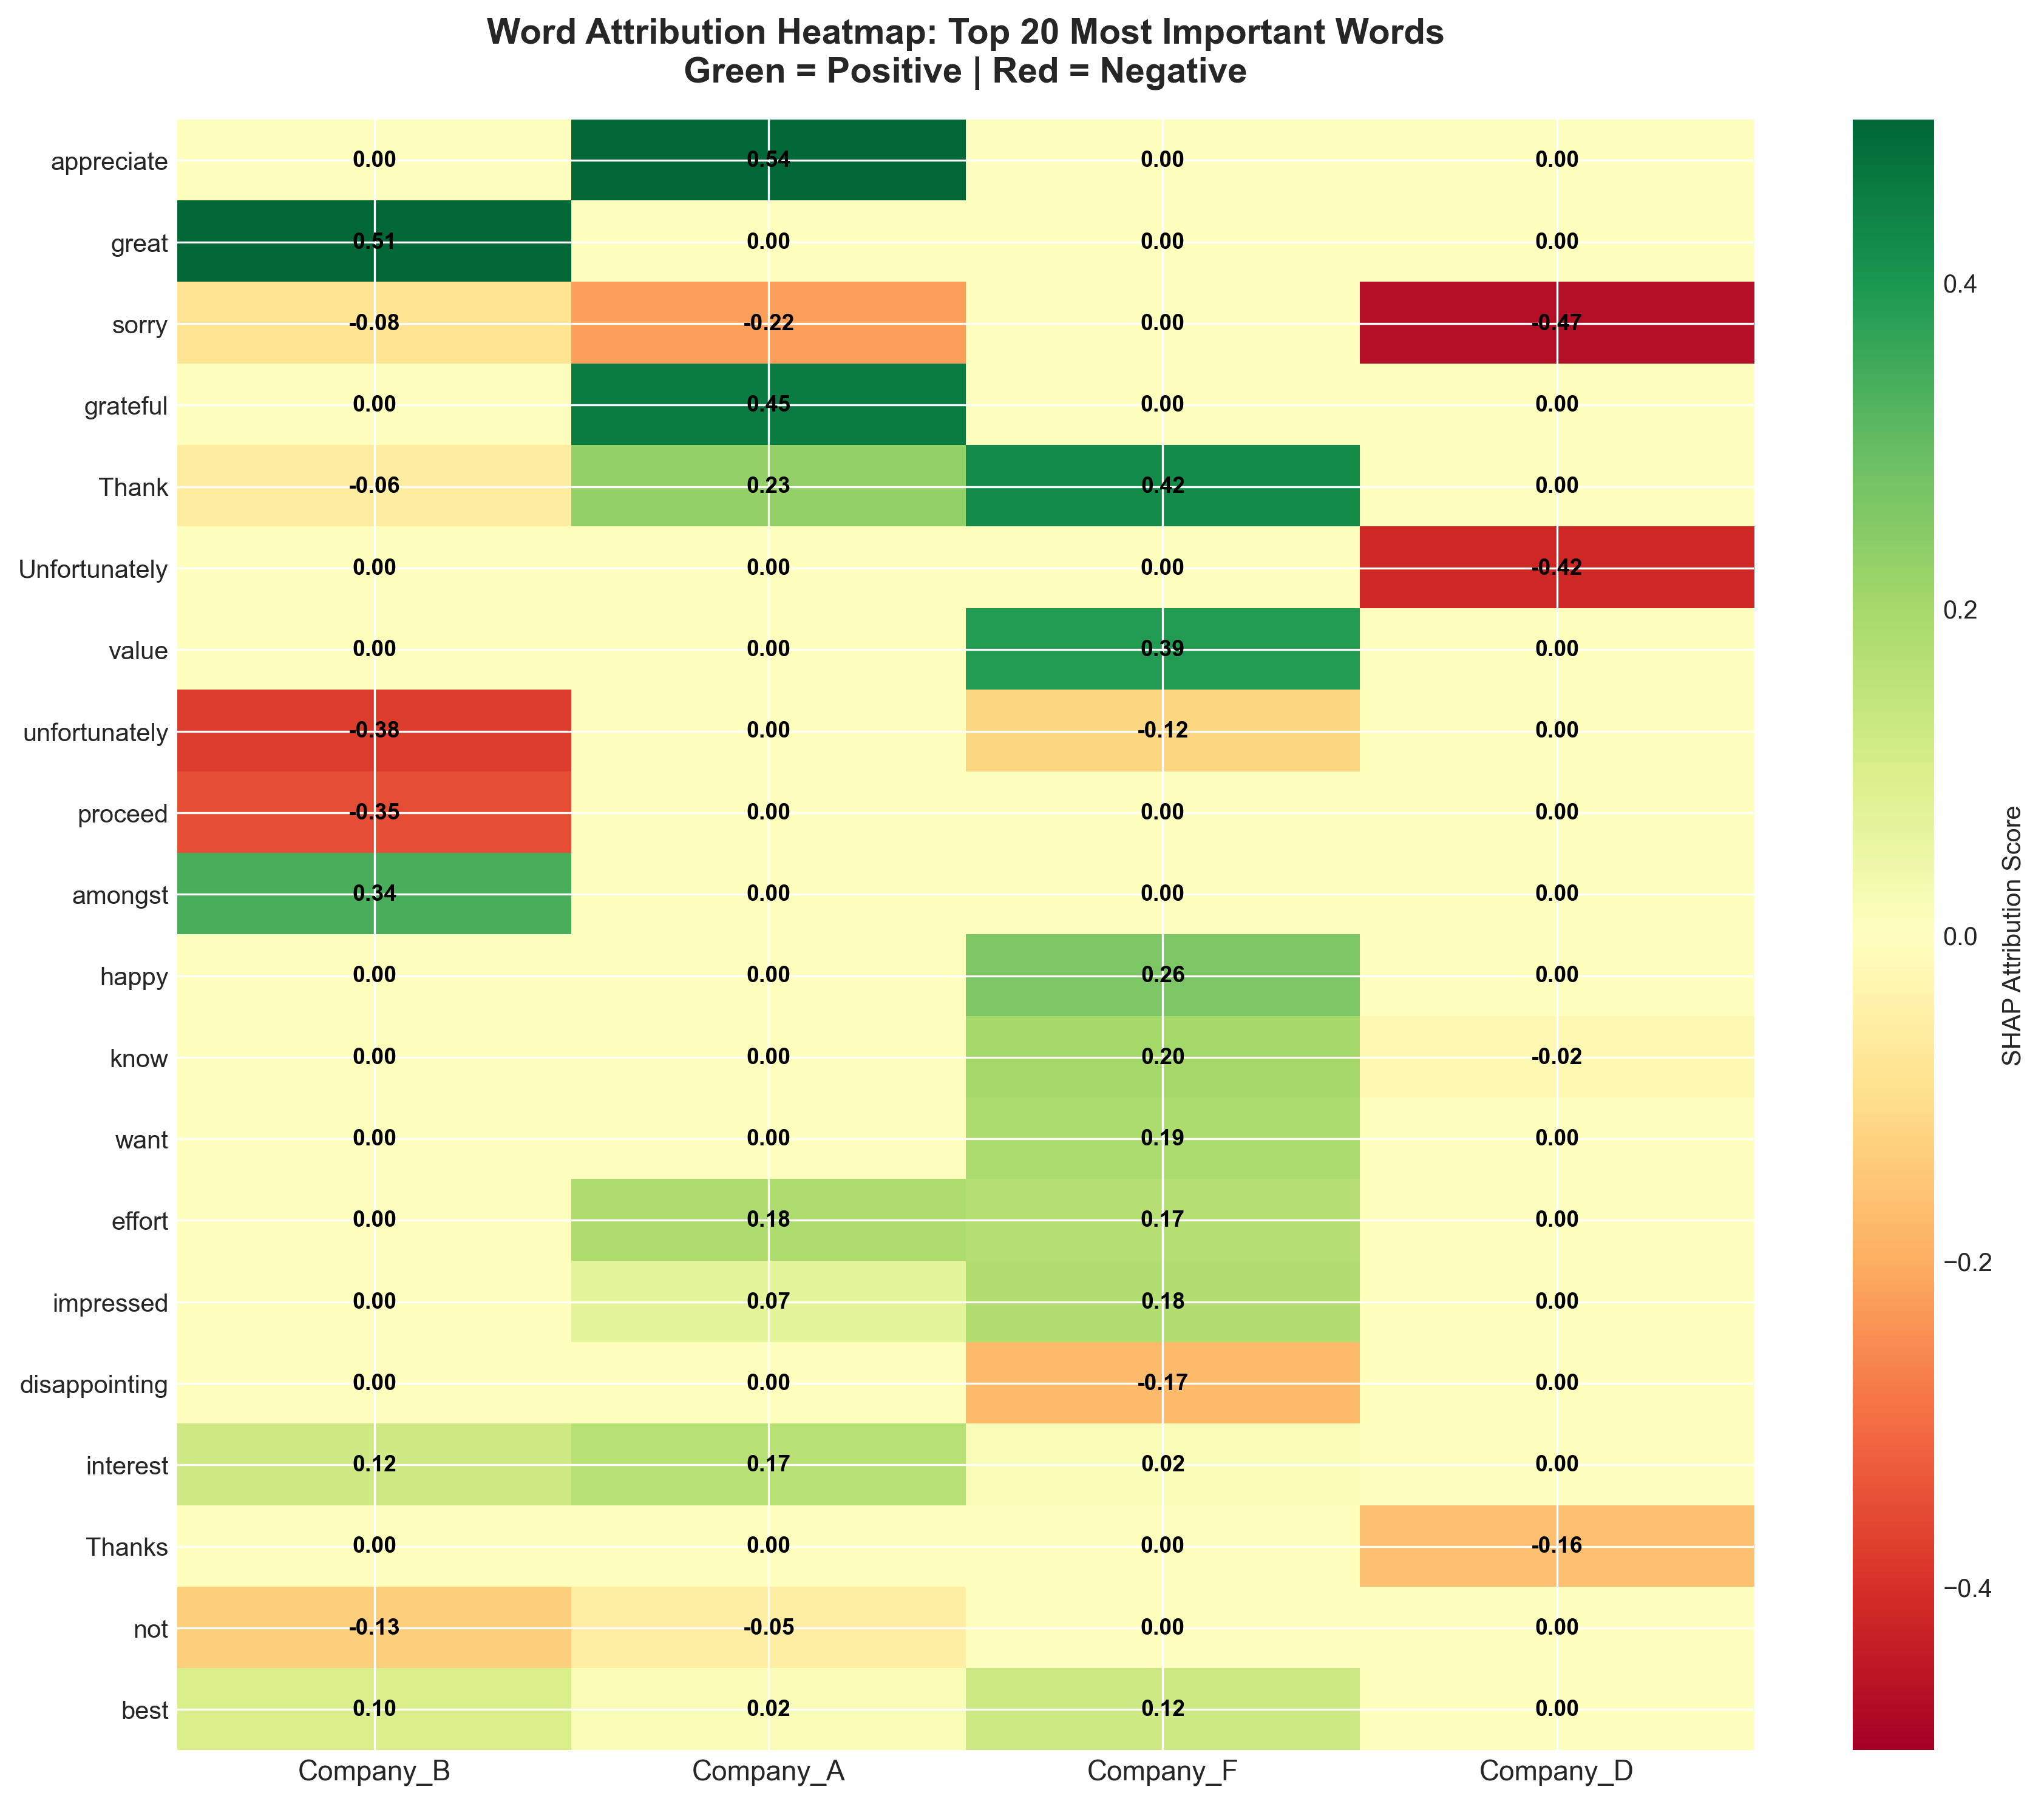 Word Attribution Heatmap: Top 20 Most Important Words
Green = Positive | Red = Negative
appreciate 0.00 0.54 0.00 0.00
great 0.51 0.00 0.00 0.00
sorry -0.08 -0.22 0.00 -0.47
grateful 0.00 0.45 0.00 0.00
Thank -0.06 0.23 0.42 0.00
Unfortunately 0.00 0.00 0.00 -0.42
value 0.00 0.00 0.39 0.00
unfortunately -0.38 0.00 -0.12 0.00
proceed -0.35 0.00 0.00 0.00
amongst 0.34 0.00 0.00 0.00
happy 0.00 0.00 0.26 0.00
know 0.00 0.00 0.20 -0.02
want 0.00 0.00 0.19 0.00
effort 0.00 0.18 0.17 0.00
impressed 0.00 0.07 0.18 0.00
disappointing 0.00 0.00 -0.17 0.00
interest 0.12 0.17 0.02 0.00
Thanks 0.00 0.00 0.00 -0.16
not -0.13 -0.05 0.00 0.00
best 0.10 0.02 0.12 0.00
Company_B Company_A Company_F Company_D
0.4
0.2
0.0
−0.2
−0.4
SHAP Attribution Score